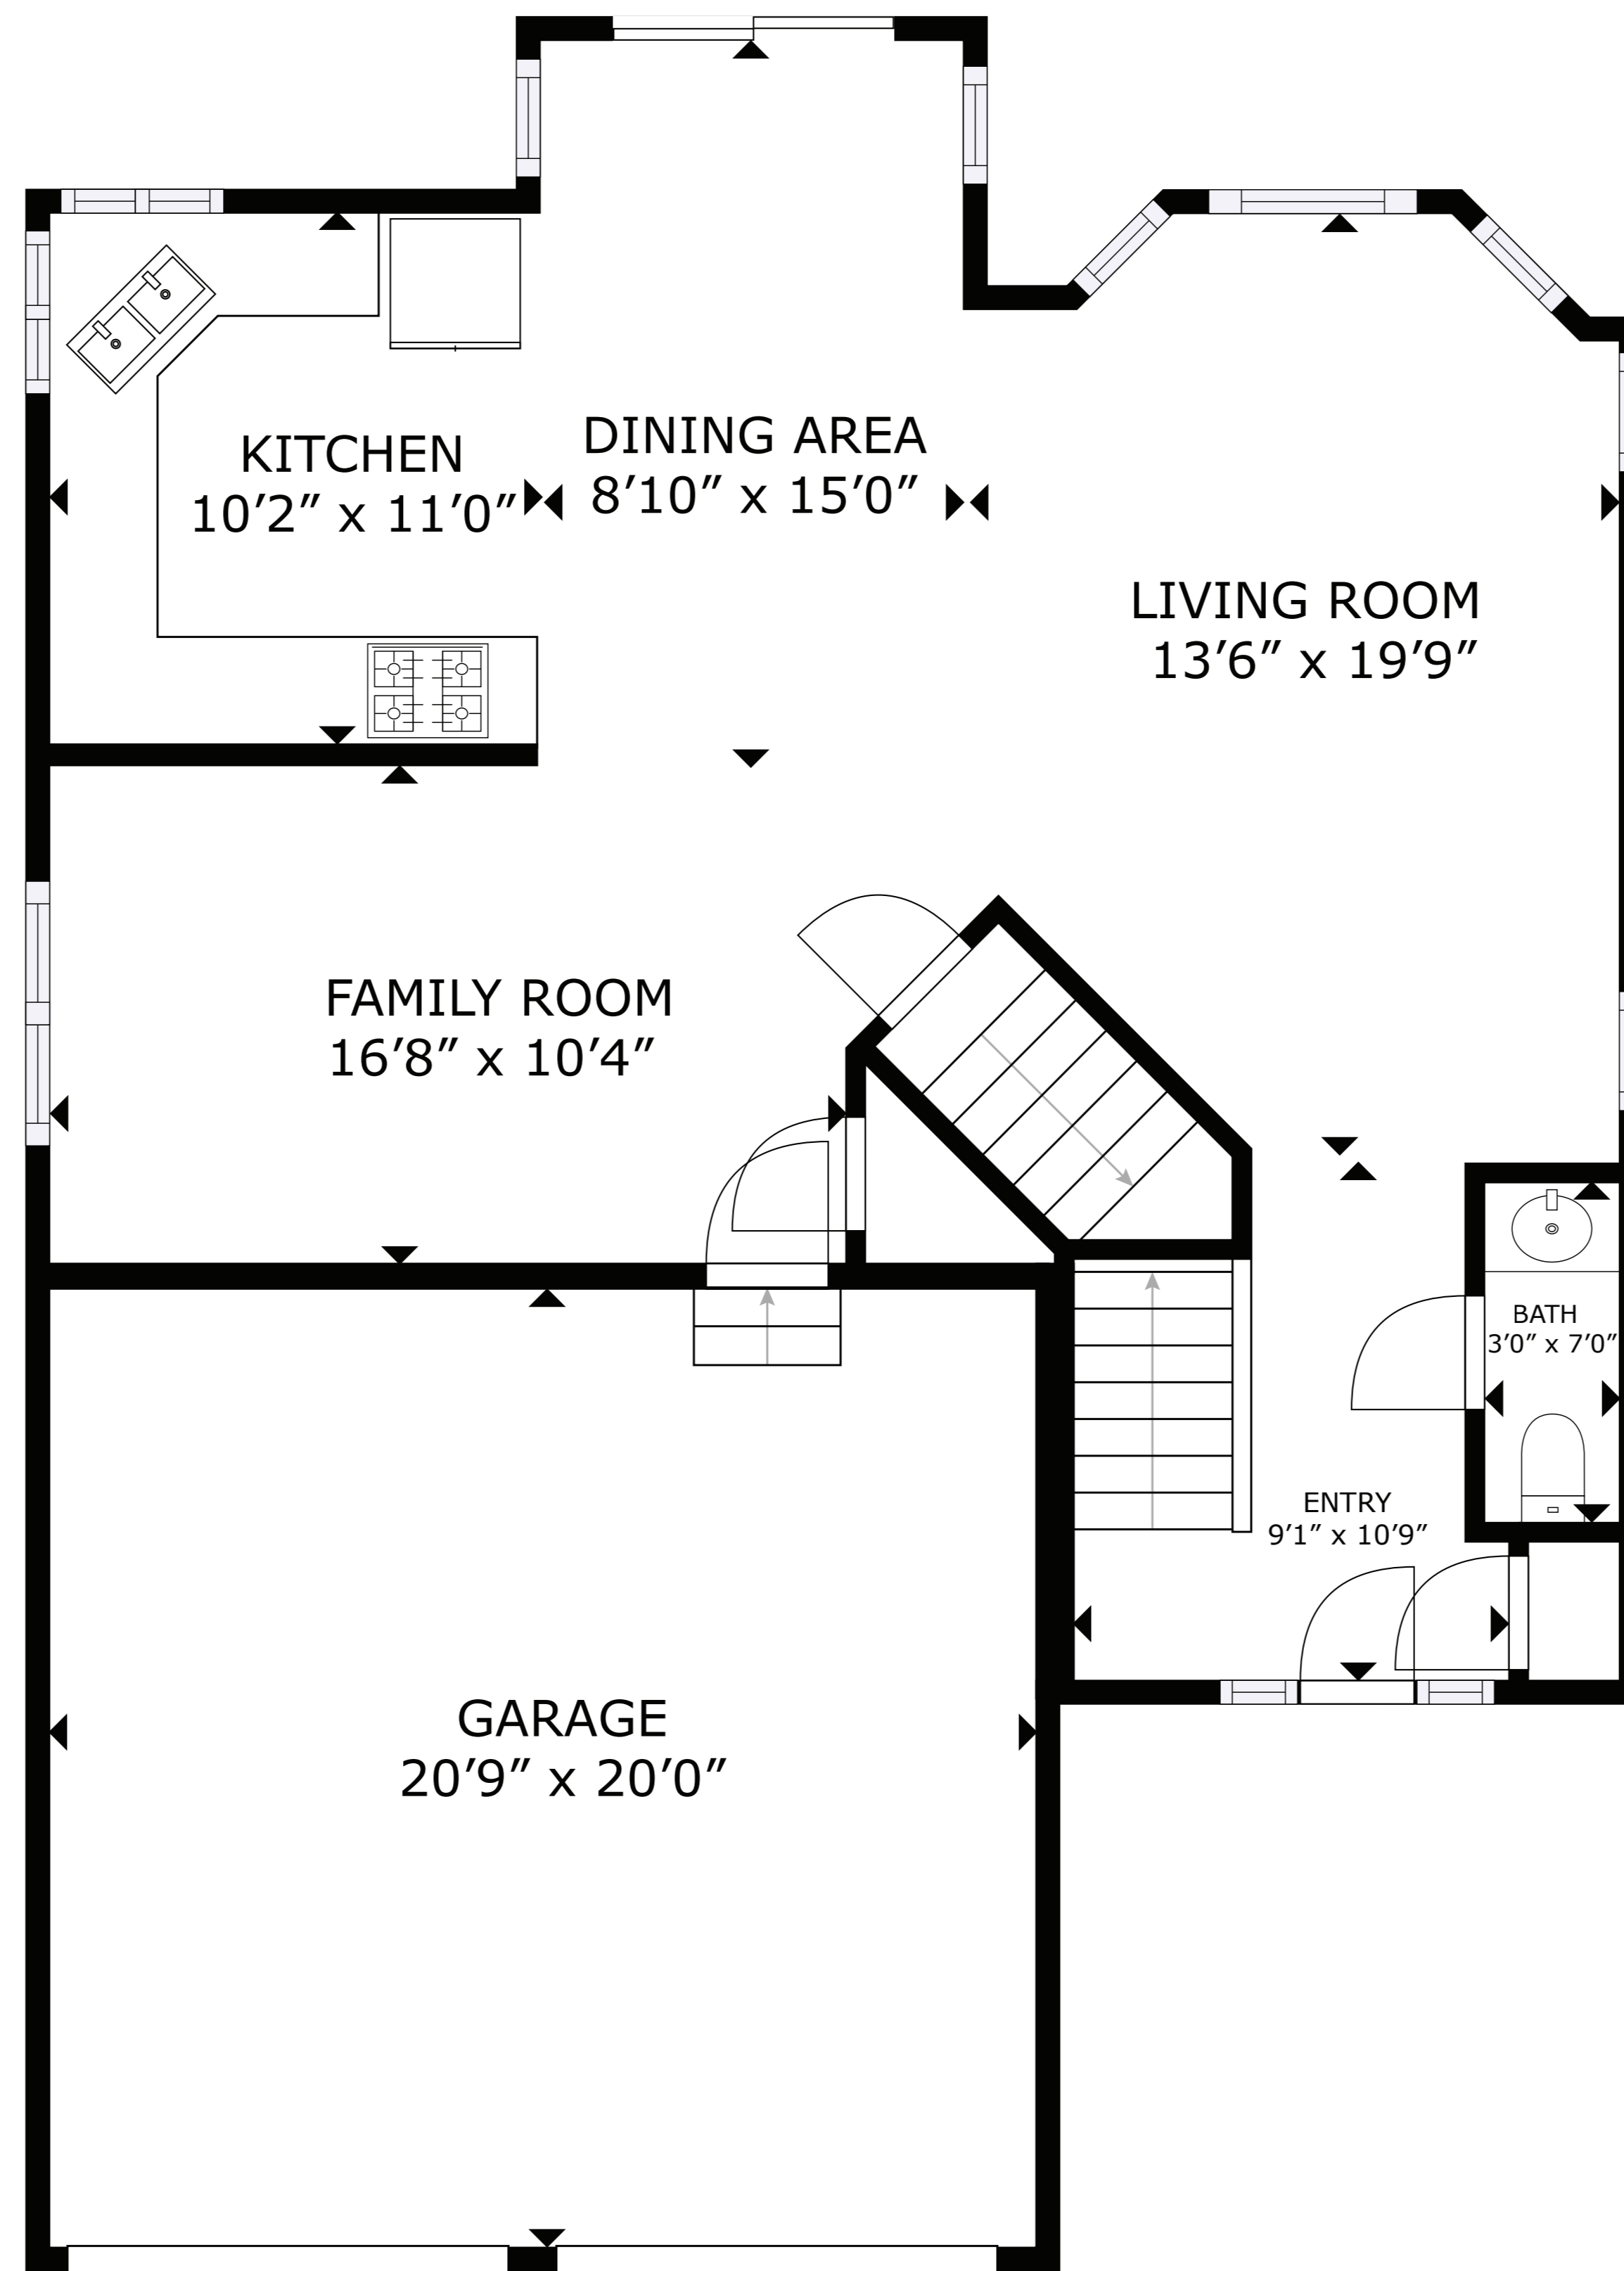 KITCHEN
10’2” x 11’0”
DINING AREA
8’10” x 15’0”
LIVING ROOM
13’6” x 19’9”
FAMILY ROOM
16’8” x 10’4”
BATH
3’0” x 7’0”
ENTRY
9’1” x 10’9”
GARAGE
20’9” x 20’0”